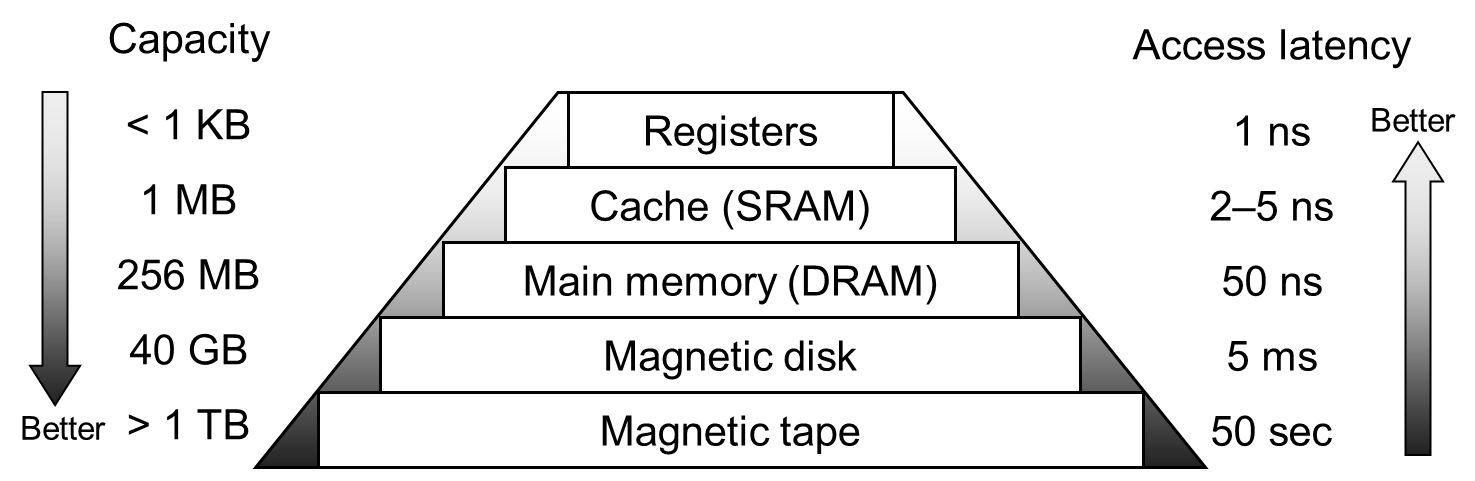 Capacity Access latency
< 1 KB Registers 1 ns Better
1 MB Cache (SRAM) 2–5 ns
256 MB Main memory (DRAM) 50 ns
40 GB Magnetic disk 5 ms
Better > 1 TB Magnetic tape 50 sec